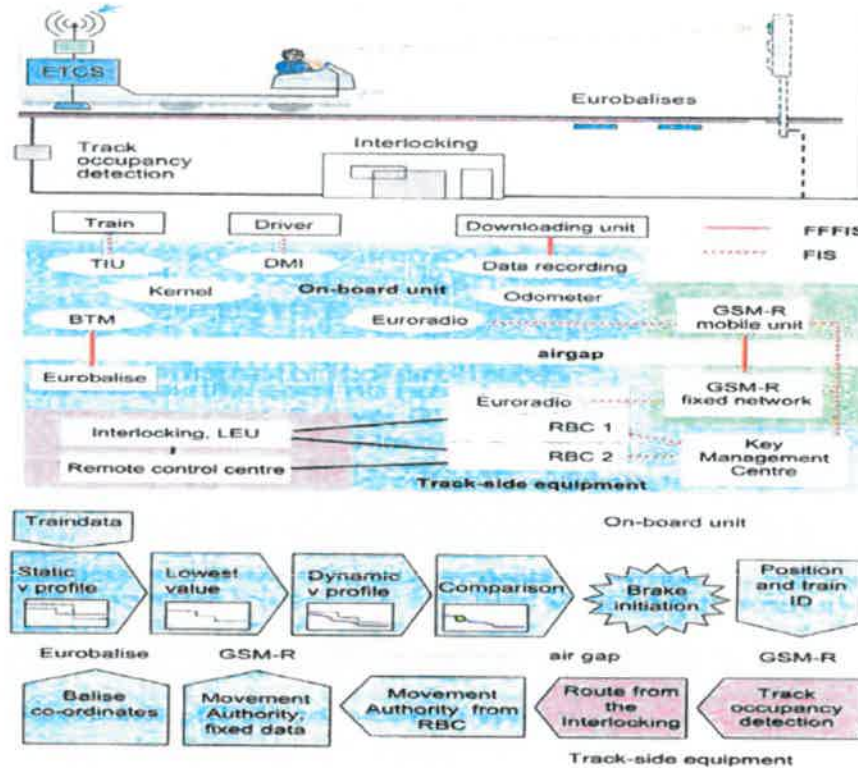 ETCS
Eurobalises
Track
occupancy
detection
Interlocking
Train
Driver
Downloading unit
FFFIS
FIS
TIU
DMI
Data recording
Kernel
On-board unit
Odometer
BTM
Euroradio
GSM-R
mobile unit
airgap
Eurobalise
GSM-R
fixed network
Euroradio
Interlocking, LEU
RBC 1
Remote control centre
RBC 2
Key
Management
Centre
Track-side equipment
Traindata
On-board unit
Static
v profile
Lowest
value
Dynamic
v profile
Comparison
Brake
initiation
Position
and train
ID
Eurobalise
GSM-R
air gap
GSM-R
Balise
co-ordinates
Movement
Authority,
fixed data
Movement
Authority from
RBC
Route from
the
Interlocking
Track
occupancy
detection
Track-side equipment